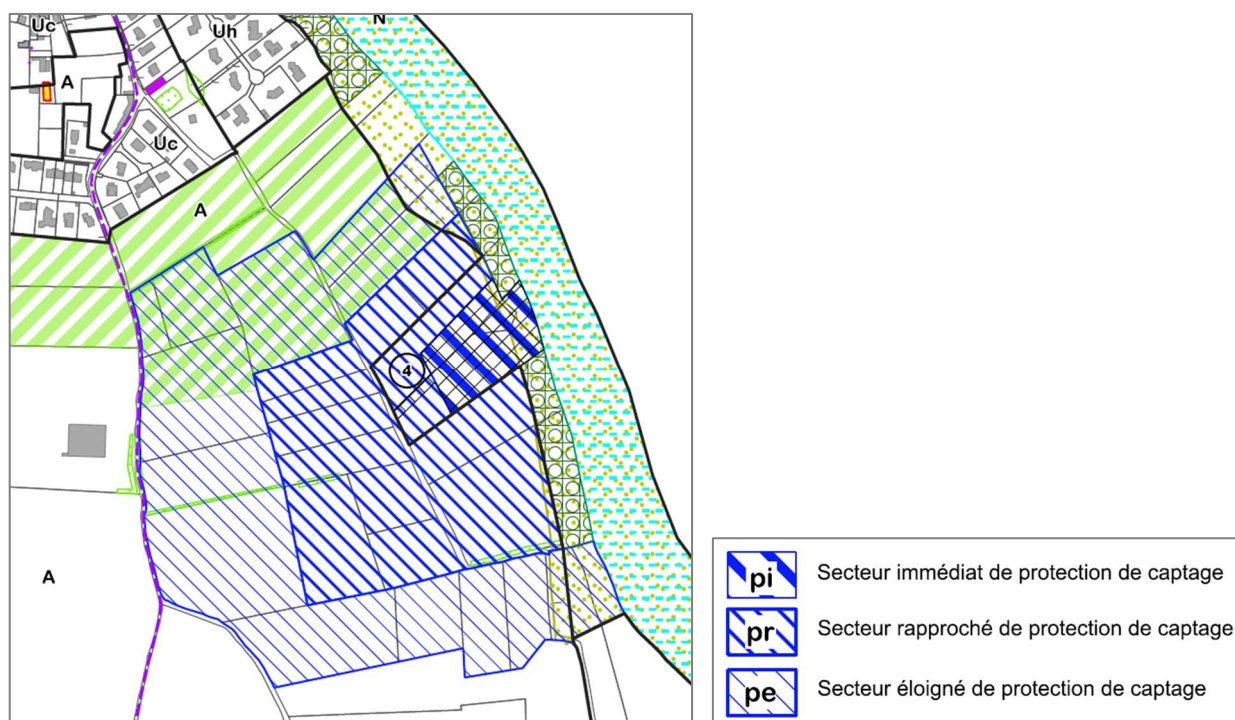 Uc
Uh
N
A
Uc
A
4
A
pi Secteur immédiat de protection de captage
pr Secteur rapproché de protection de captage
pe Secteur éloigné de protection de captage